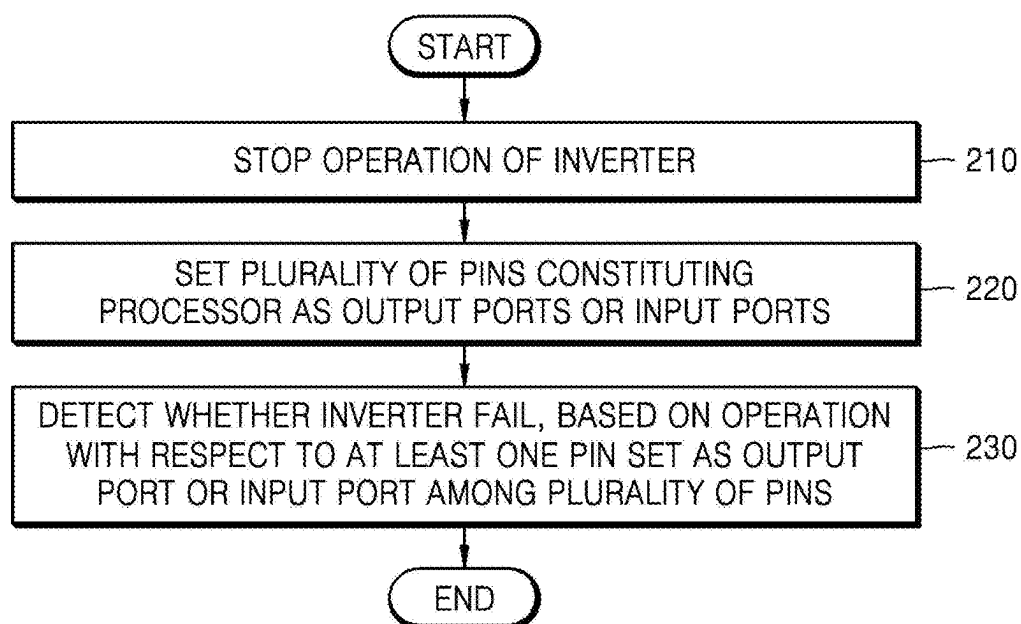 START
STOP OPERATION OF INVERTER
210
SET PLURALITY OF PINS CONSTITUTING
PROCESSOR AS OUTPUT PORTS OR INPUT PORTS
220
DETECT WHETHER INVERTER FAIL, BASED ON OPERATION
WITH RESPECT TO AT LEAST ONE PIN SET AS OUTPUT
PORT OR INPUT PORT AMONG PLURALITY OF PINS
230
END